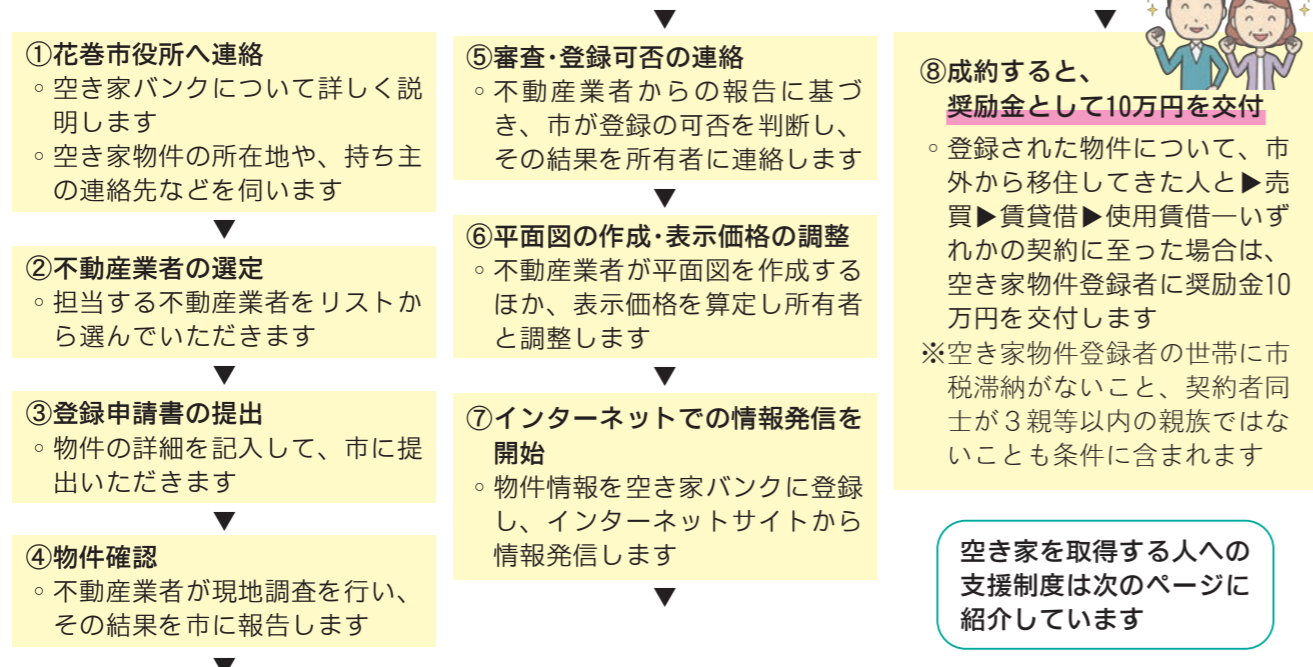 ①花巻市役所へ連絡
◦空き家バンクについて詳しく説
明します
◦空き家物件の所在地や、持ち主
の連絡先などを伺います
▼
②不動産業者の選定
◦担当する不動産業者をリストか
ら選んでいただきます
▼
③登録申請書の提出
◦物件の詳細を記入して、市に提
出いただきます
▼
④物件確認
◦不動産業者が現地調査を行い、
その結果を市に報告します
▼
▼
⑤審査・登録可否の連絡
◦不動産業者からの報告に基づ
き、市が登録の可否を判断し、
その結果を所有者に連絡します
▼
⑥平面図の作成・表示価格の調整
◦不動産業者が平面図を作成する
ほか、表示価格を算定し所有者
と調整します
▼
⑦インターネットでの情報発信を
開始
◦物件情報を空き家バンクに登録
し、インターネットサイトから
情報発信します
▼
▼
⑧成約すると、
奨励金として10万円を交付
◦登録された物件について、市
外から移住してきた人と▶売
買▶賃貸借▶使用賃借―いず
れかの契約に至った場合は、
空き家物件登録者に奨励金10
万円を交付します
※空き家物件登録者の世帯に市
税滞納がないこと、契約者同
士が３親等以内の親族ではな
いことも条件に含まれます
空き家を取得する人への
支援制度は次のページに
紹介しています